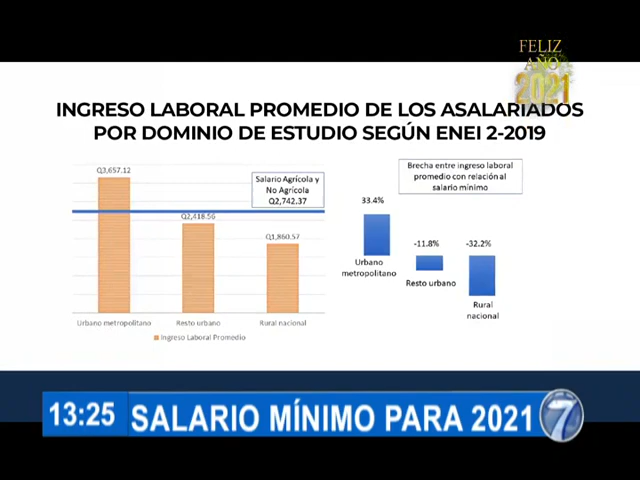 FELIZ
AÑO
2021
INGRESO LABORAL PROMEDIO DE LOS ASALARIADOS
POR DOMINIO DE ESTUDIO SEGÚN ENEI 2-2019
Q3,657.12
Salario Agrícola y
No Agrícola
Q2,742.37
Q2,418.56
Q1,860.57
Urbano metropolitano
Resto urbano
Rural nacional
Ingreso Laboral Promedio
Brecha entre ingreso laboral
promedio con relación al
salario mínimo
33.4%
-11.8%
-32.2%
Urbano
metropolitano
Resto urbano
Rural
nacional
13:25
SALARIO MÍNIMO PARA 2021
7